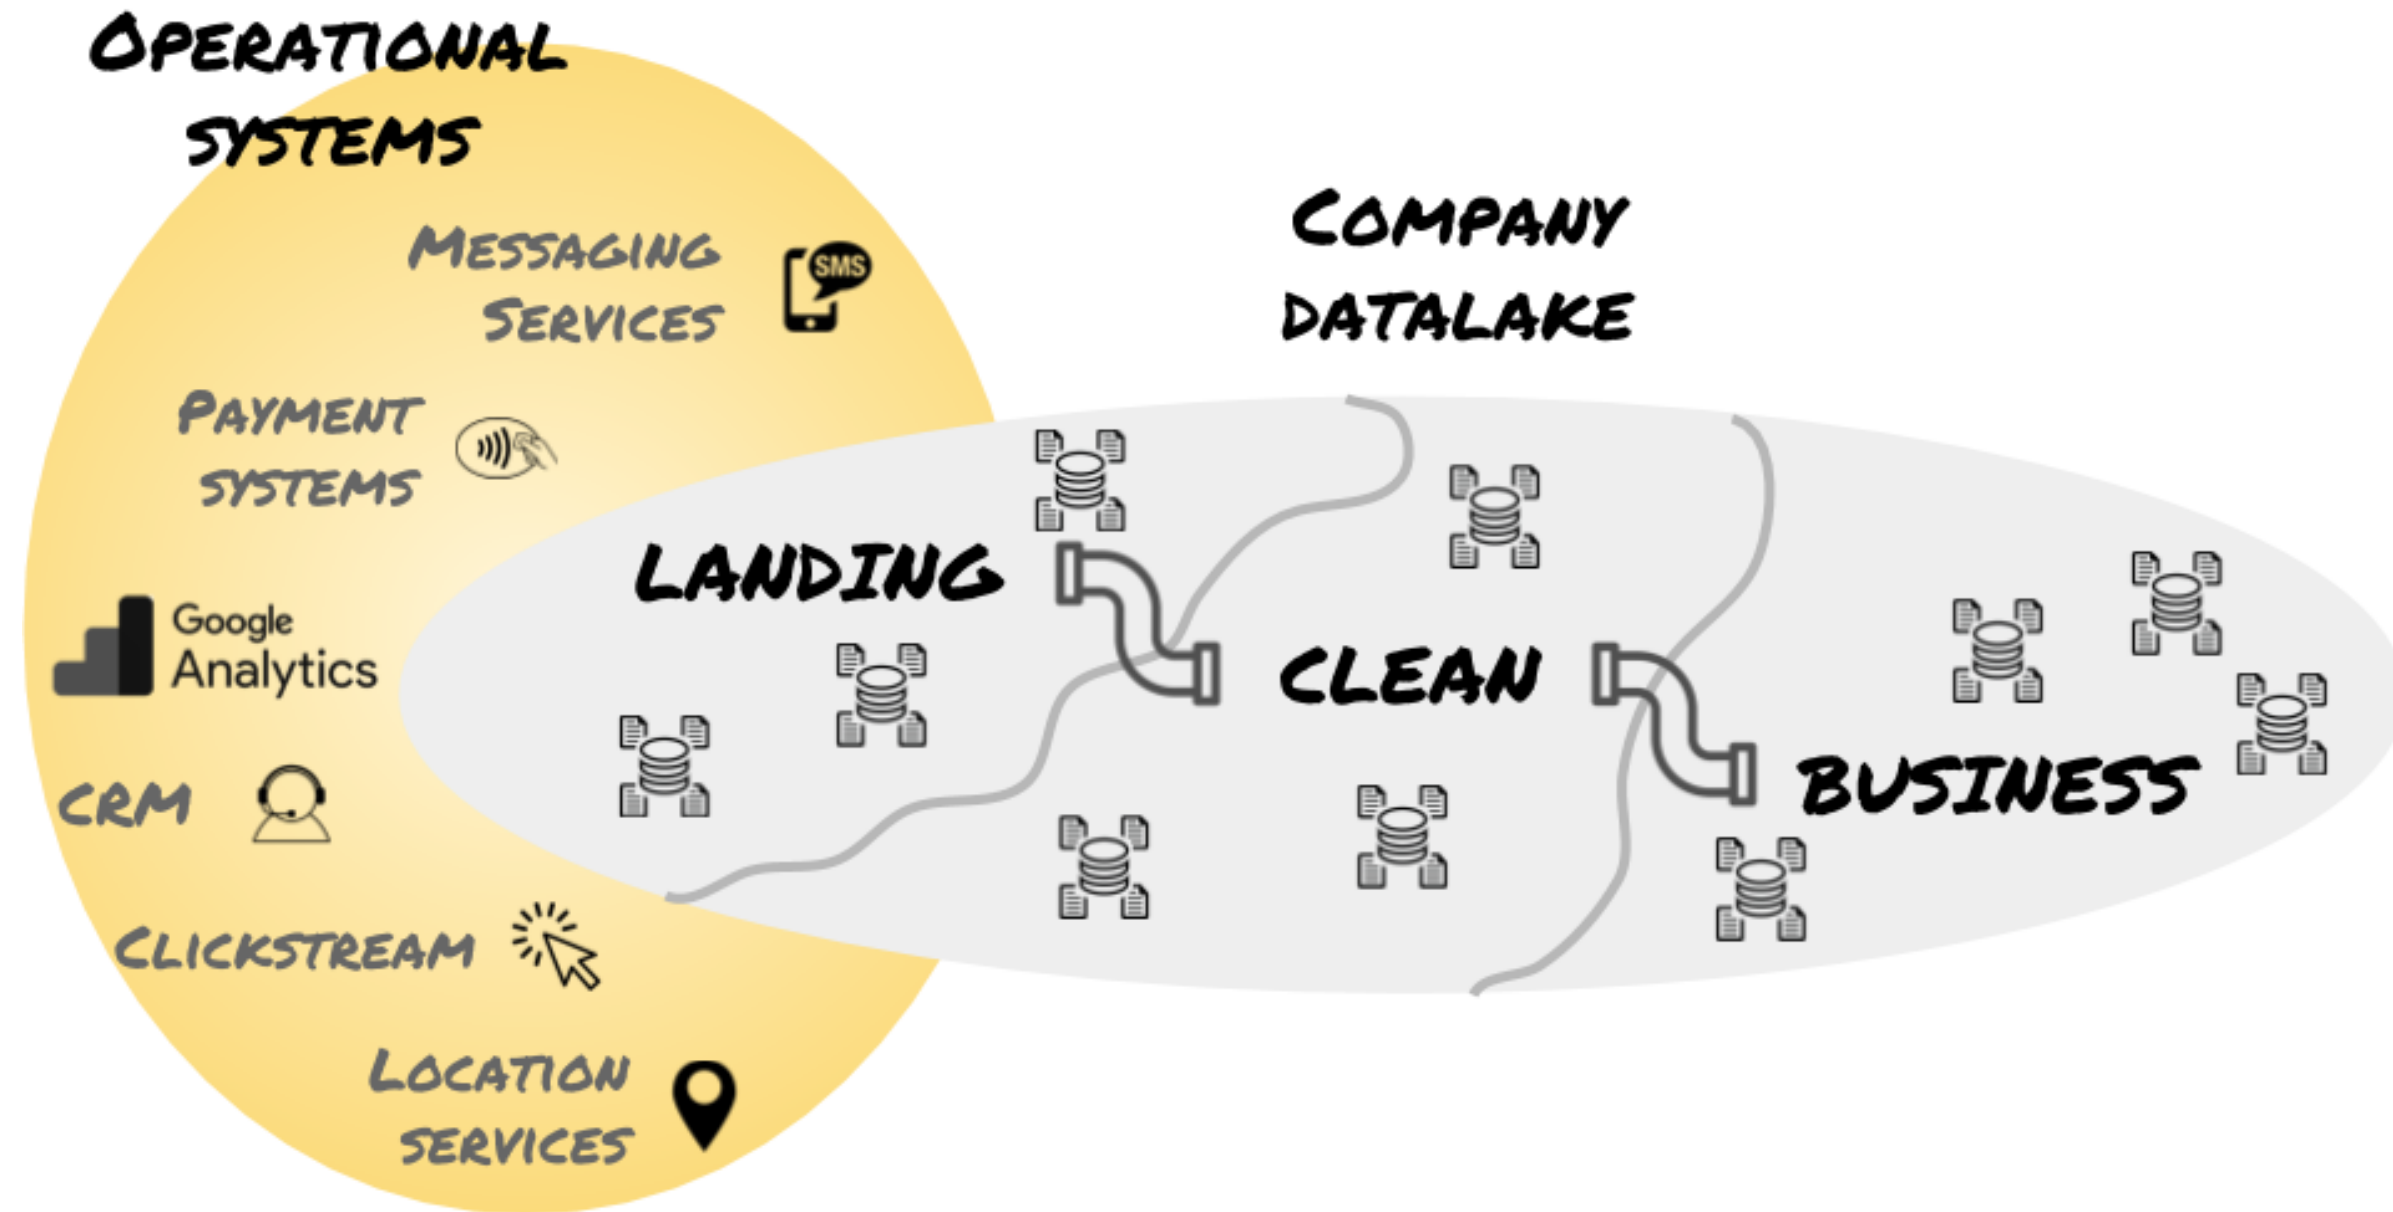 OPERATIONAL
SYSTEMS
MESSAGING
SERVICES
SMS
PAYMENT
SYSTEMS
Google
Analytics
CRM
CLICKSTREAM
LOCATION
SERVICES
COMPANY
DATALAKE
LANDING
CLEAN
BUSINESS